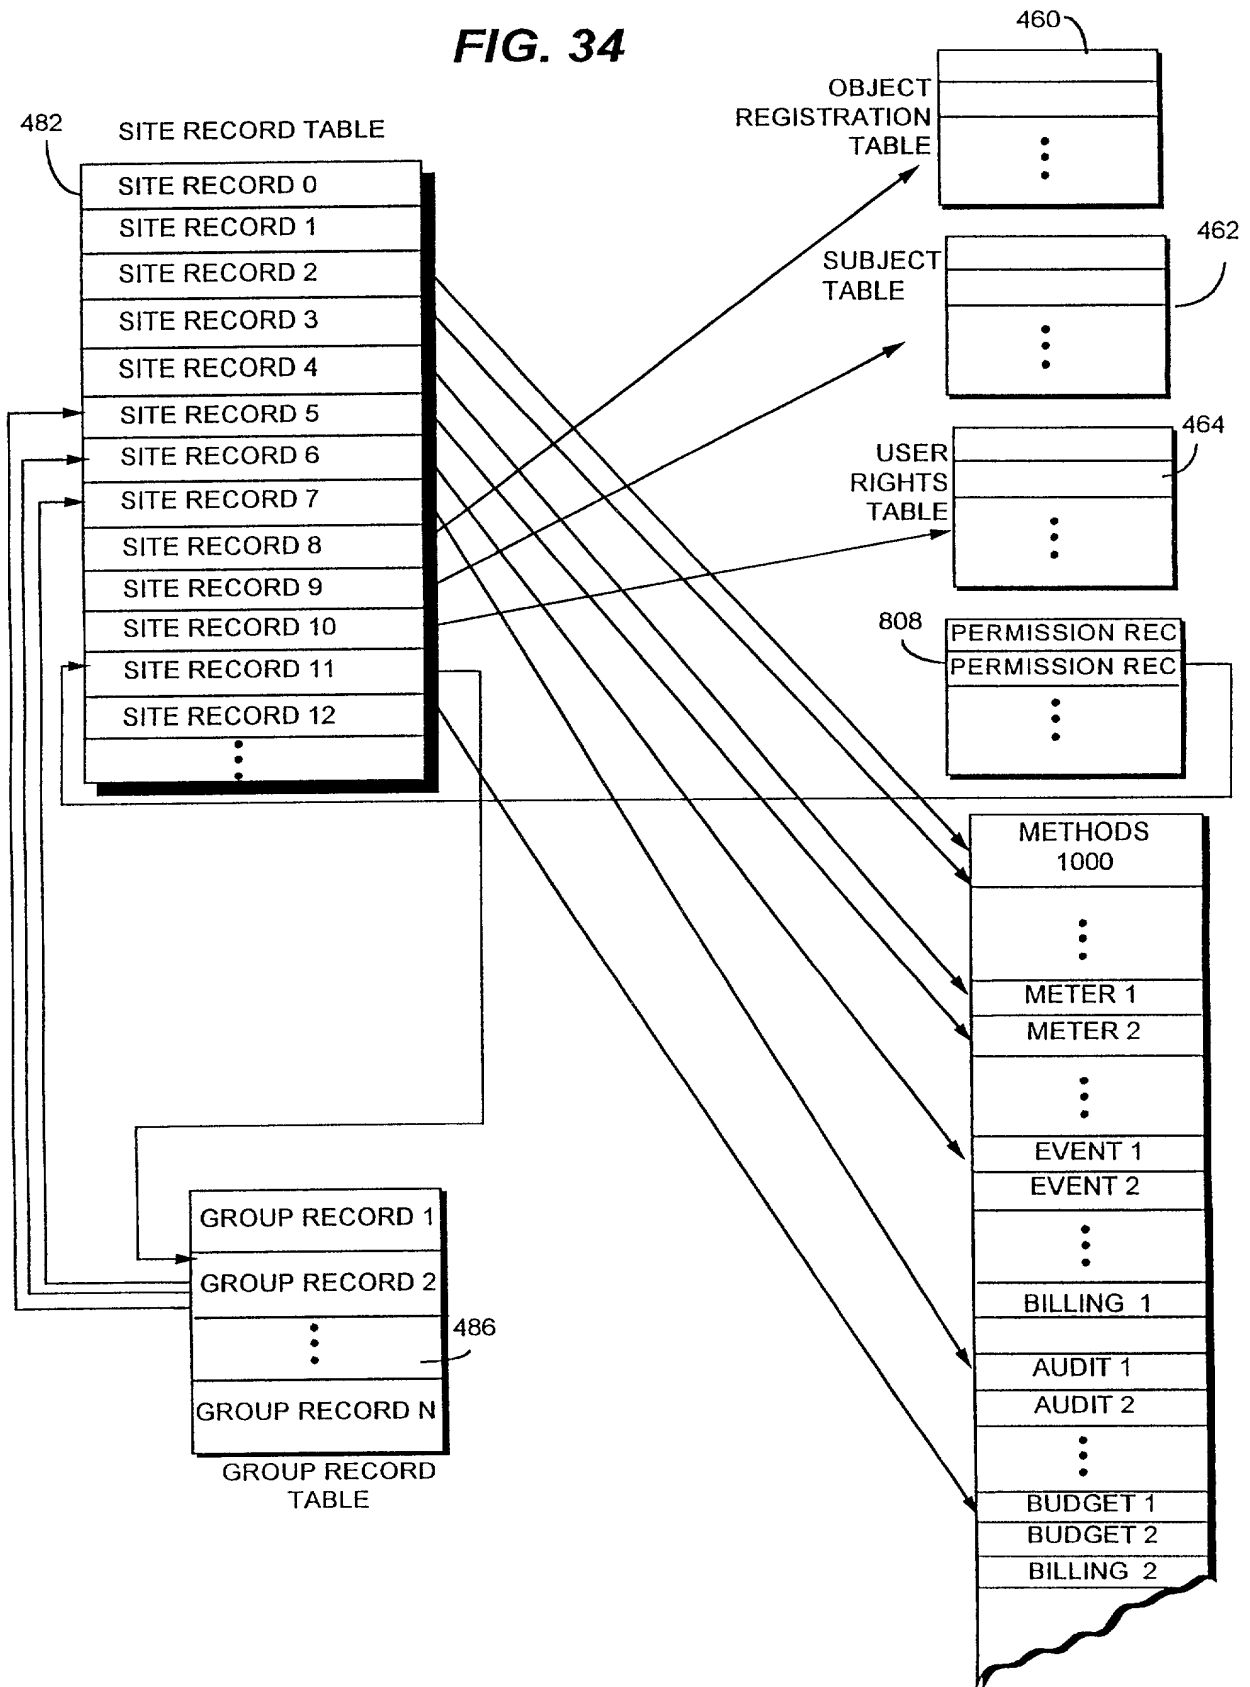 FIG. 34
460
OBJECT
REGISTRATION
TABLE
482
SITE RECORD TABLE
SITE RECORD 0
SITE RECORD 1
SITE RECORD 2
SITE RECORD 3
SITE RECORD 4
SITE RECORD 5
SITE RECORD 6
SITE RECORD 7
SITE RECORD 8
SITE RECORD 9
SITE RECORD 10
SITE RECORD 11
SITE RECORD 12
462
SUBJECT
TABLE
464
USER
RIGHTS
TABLE
808
PERMISSION REC
PERMISSION REC
METHODS
1000
METER 1
METER 2
EVENT 1
EVENT 2
BILLING 1
AUDIT 1
AUDIT 2
BUDGET 1
BUDGET 2
BILLING 2
GROUP RECORD 1
GROUP RECORD 2
486
GROUP RECORD N
GROUP RECORD
TABLE